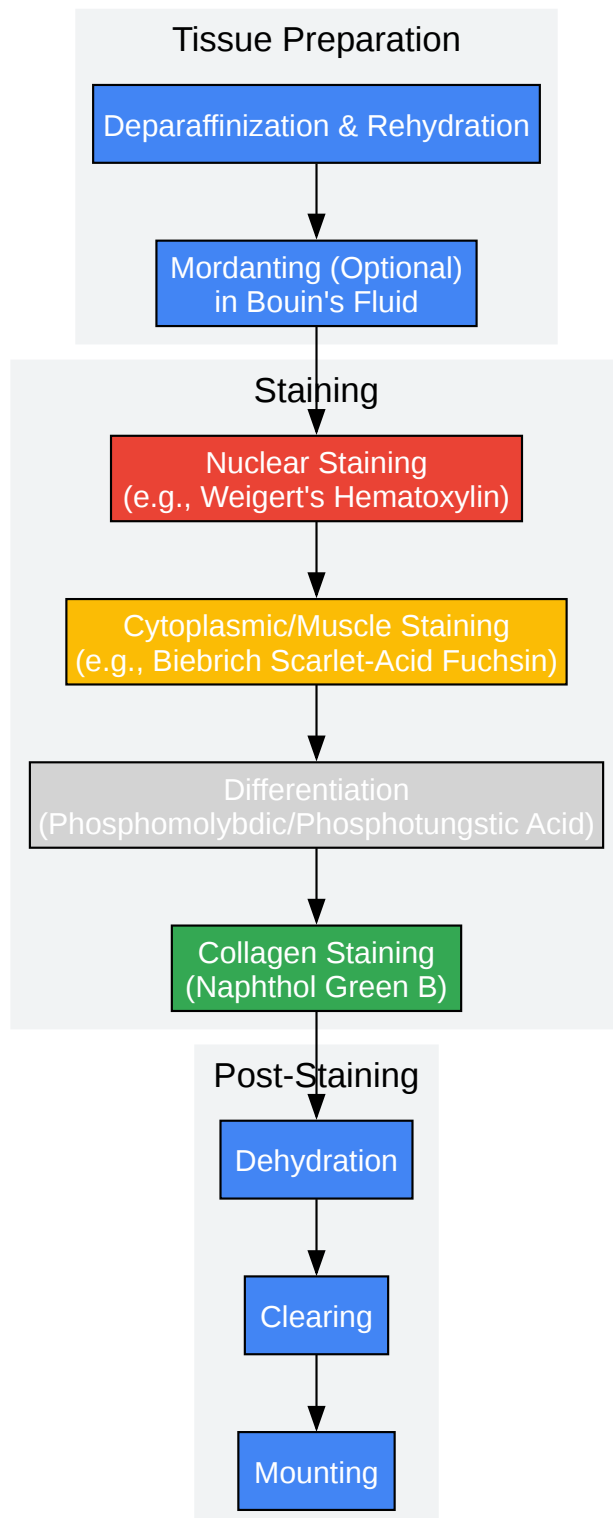 Tissue Preparation
Deparaffinization & Rehydration
Mordanting (Optional)
in Bouin's Fluid
Staining
Nuclear Staining
(e.g., Weigert's Hematoxylin)
Cytoplasmic/Muscle Staining
(e.g., Biebrich Scarlet-Acid Fuchsin)
Differentiation
(Phosphomolybdic/Phosphotungstic Acid)
Collagen Staining
(Naphthol Green B)
Post-Staining
Dehydration
Clearing
Mounting